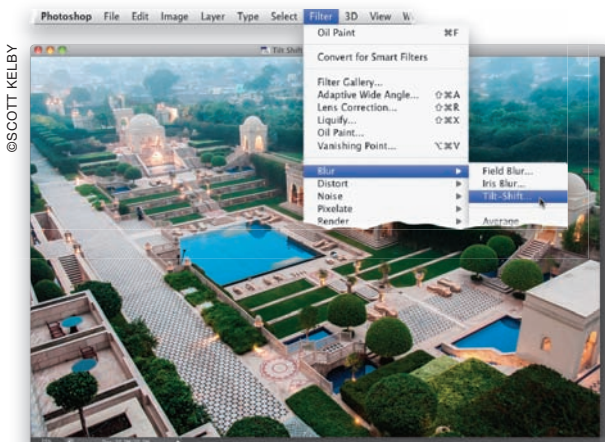 ©SCOTT KELBY
Photoshop File Edit Image Layer Type Select Filter 3D View
Tilt Shift
Oil Paint ⌘F
Convert for Smart Filters
Filter Gallery...
Adaptive Wide Angle... ⇧⌘A
Lens Correction... ⇧⌘R
Liquify... ⇧⌘X
Oil Paint...
Vanishing Point... ⌥⌘V
Blur
Distort
Noise
Pixelate
Render
Field Blur...
Iris Blur...
Tilt-Shift...
Average